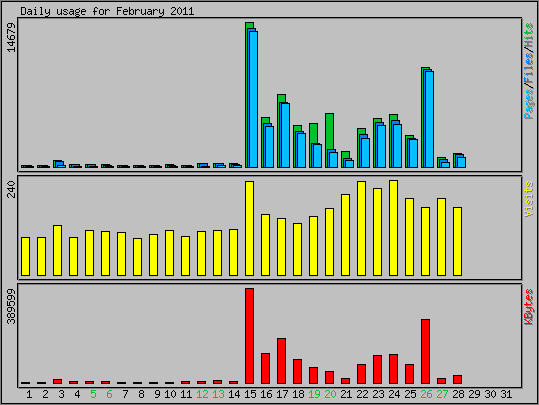 Daily usage for February 2011
14679
Pages/Files/Hits
240
Visits
389599
KBytes
1 2 3 4 5 6 7 8 9 10 11 12 13 14 15 16 17 18 19 20 21 22 23 24 25 26 27 28 29 30 31